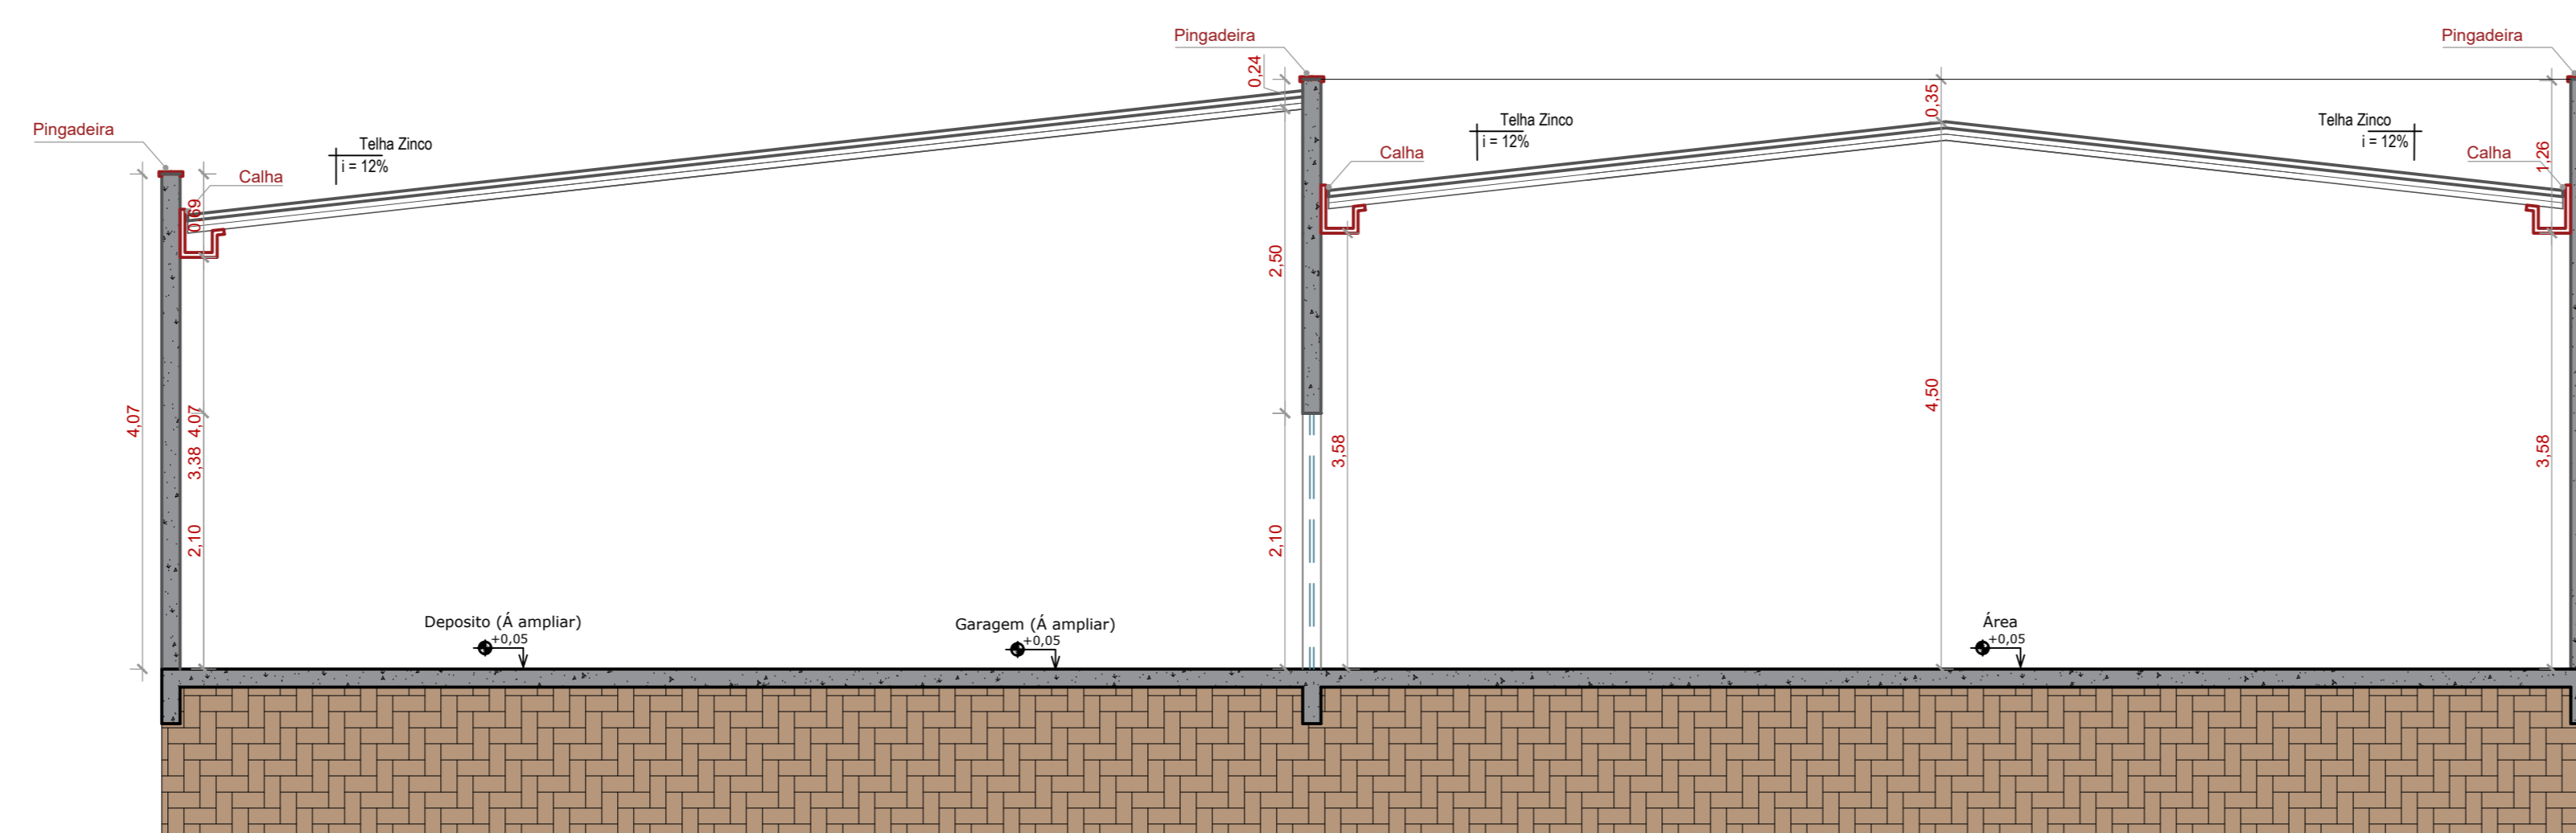 Pingadeira
Pingadeira
Pingadeira
0,24
0,35
Telha Zinco
i = 12%
Telha Zinco
i = 12%
Telha Zinco
i = 12%
Calha
Calha
Calha
1,26
0,69
2,50
4,07
4,07
3,38
2,10
2,10
3,58
4,50
3,58
Deposito (Á ampliar)
+0,05
Garagem (Á ampliar)
+0,05
Área
+0,05